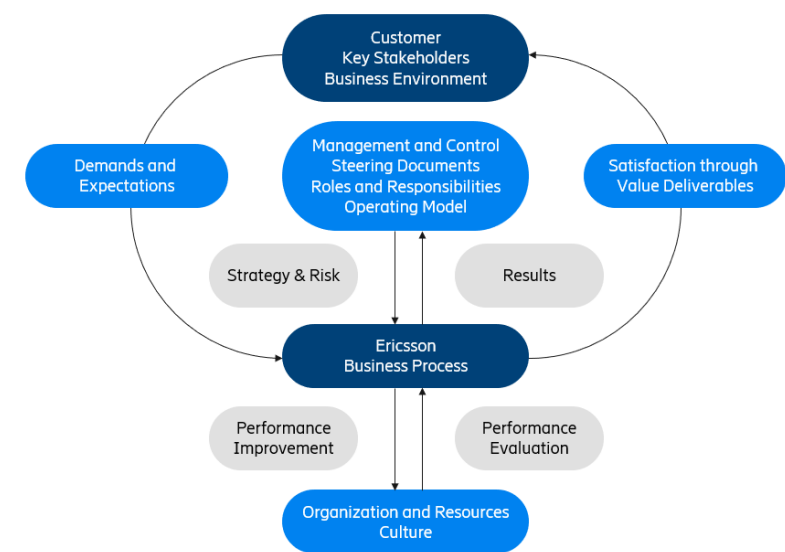 Customer
Key Stakeholders
Business Environment
Management and Control
Steering Documents
Roles and Responsibilities
Operating Model
Demands and
Expectations
Satisfaction through
Value Deliverables
Strategy & Risk
Results
Ericsson
Business Process
Performance
Improvement
Performance
Evaluation
Organization and Resources
Culture